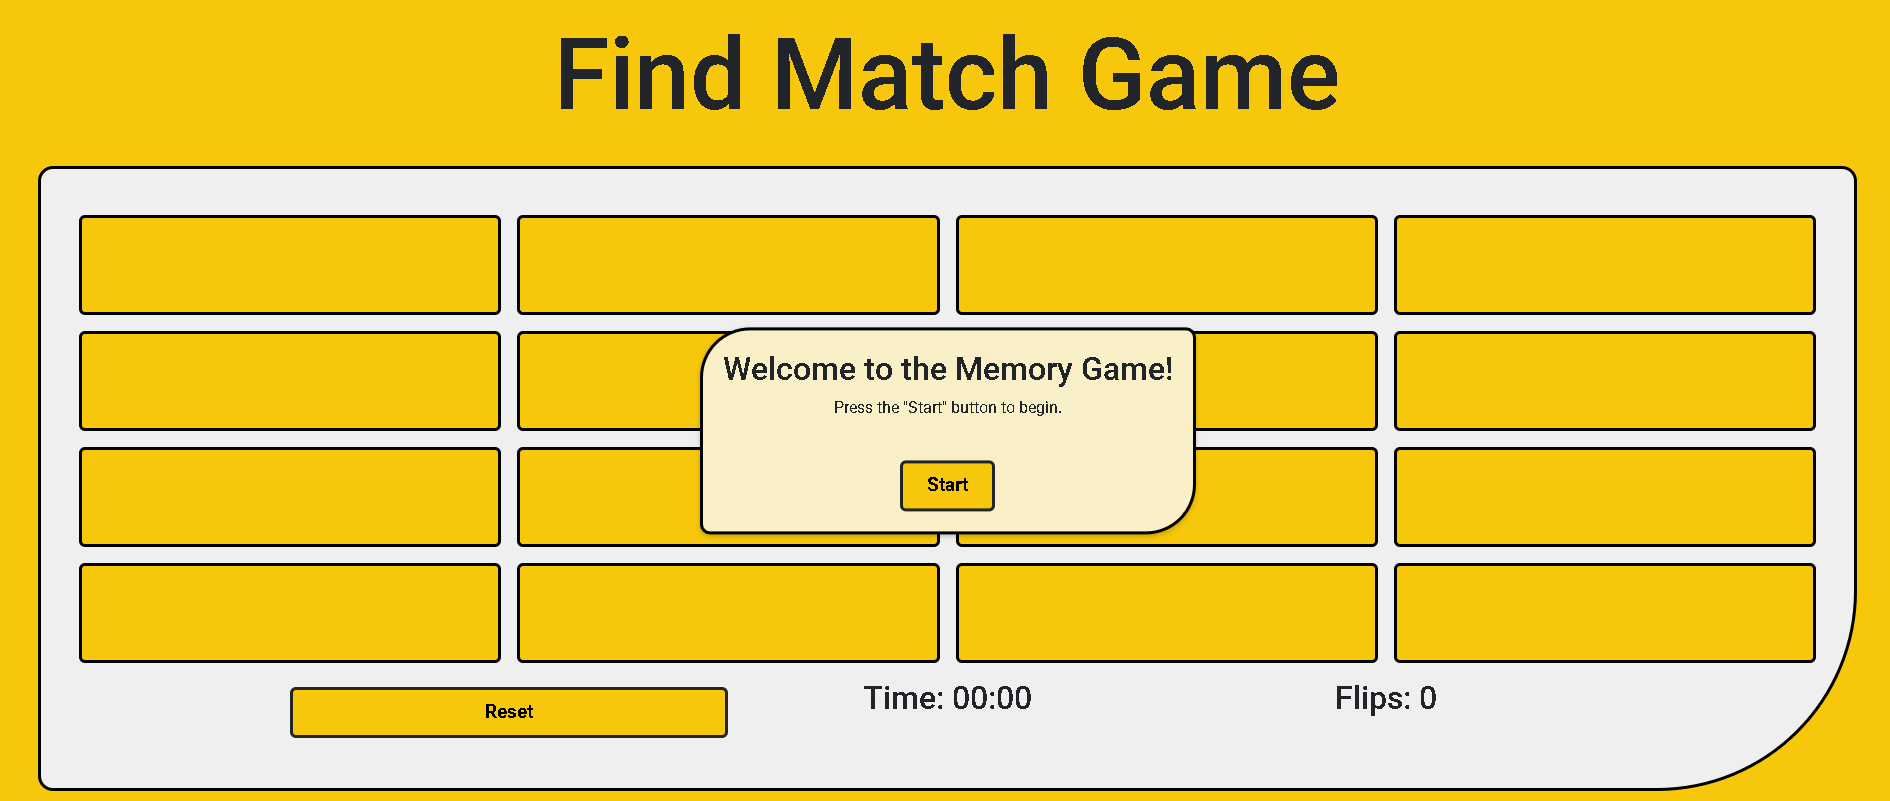 Find Match Game
Welcome to the Memory Game!
Press the "Start" button to begin.
Start
Reset
Time: 00:00
Flips: 0